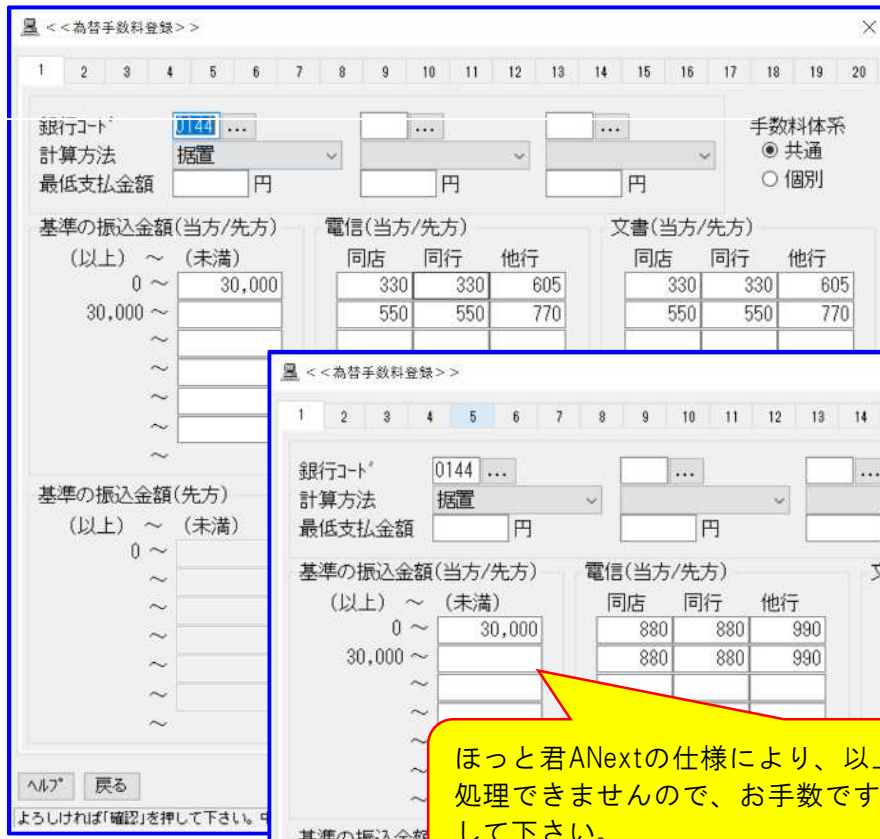 <<為替手数料登録>>
1 2 3 4 5 6 7 8 9 10 11 12 13 14 15 16 17 18 19 20
銀行ｺｰﾄﾞ 0144 ... ... ... 手数料体系
計算方法 据置 共通
最低支払金額 円 円 円 個別
基準の振込金額(当方/先方) 電信(当方/先方) 文書(当方/先方)
(以上) ～ (未満) 同店 同行 他行 同店 同行 他行
0 ～ 30,000 330 330 605 330 330 605
30,000 ～ 550 550 770 550 550 770
～
～
～
～
～
基準の振込金額(先方)
(以上) ～ (未満)
0 ～
～
～
～
～
～
～
ﾍﾙﾌﾟ 戻る
よろしければ「確認」を押して下さい。
<<為替手数料登録>>
1 2 3 4 5 6 7 8 9 10 11 12 13 14
銀行ｺｰﾄﾞ 0144 ... ... ...
計算方法 据置
最低支払金額 円 円
基準の振込金額(当方/先方) 電信(当方/先方)
(以上) ～ (未満) 同店 同行 他行
0 ～ 30,000 880 880 990
30,000 ～ 880 880 990
～
～
～
～
～
基準の振込金額
ほっと君ANextの仕様により、以上
処理できませんので、お手数です
して下さい。